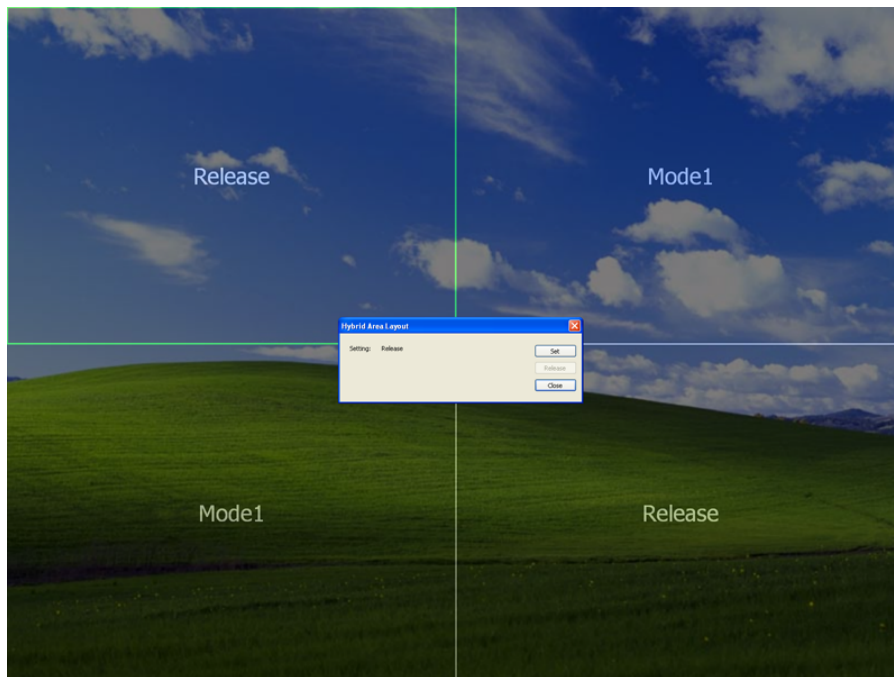 Release
Mode1
Hybrid Area Layout
Setting: Release
Set
Release
Close
Mode1
Release